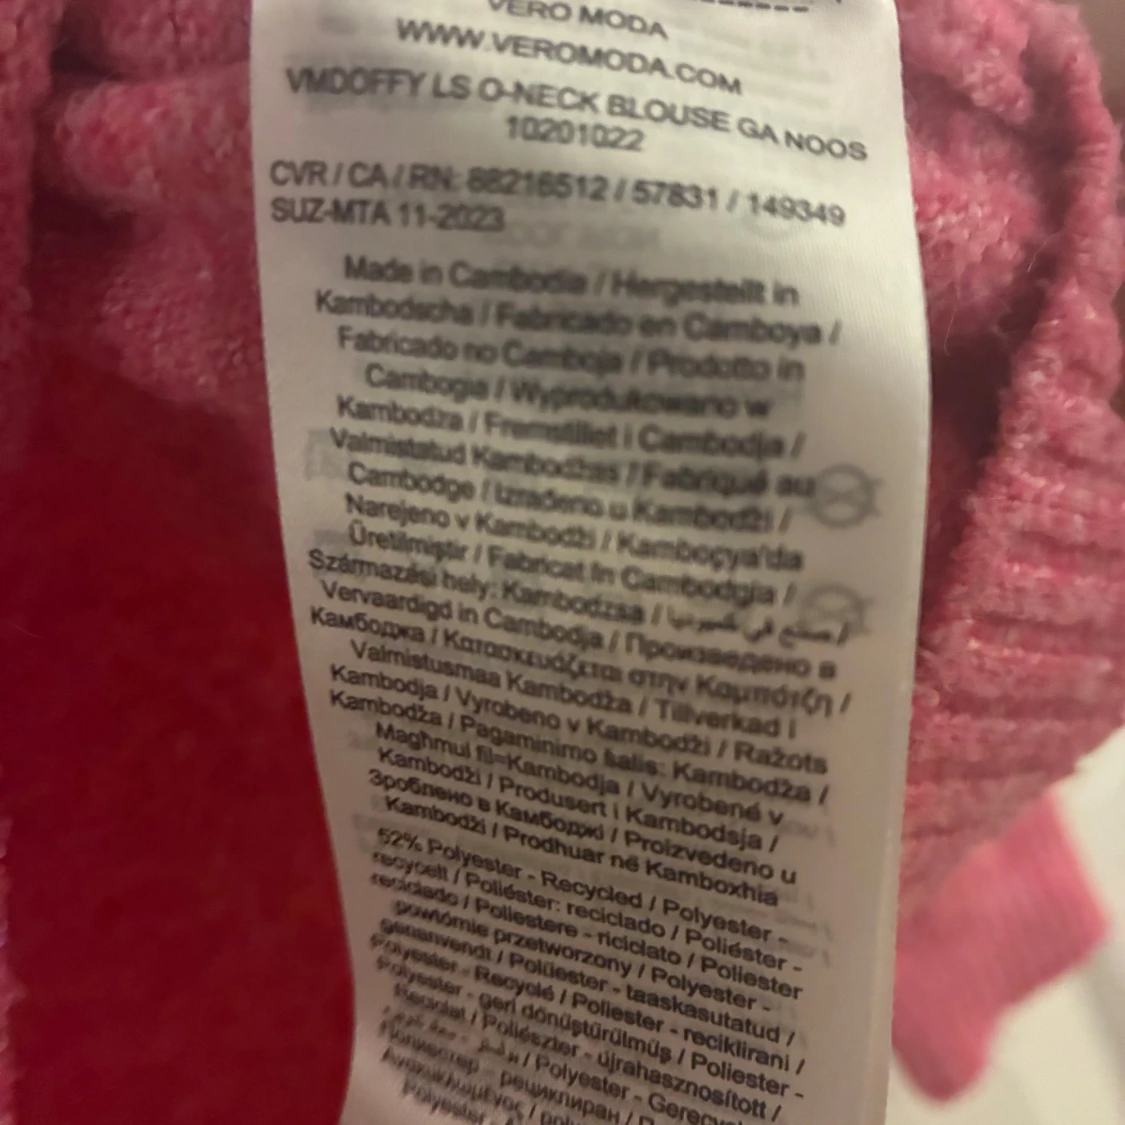 VERO MODA
WWW.VEROMODA.COM
VMDOFFY LS O-NECK BLOUSE GA NOOS
10201022
CVR / CA / RN: 88216512 / 57831 / 149349
SUZ-MTA 11-2023
Made in Cambodia / Hergestellt in
Kambodscha / Fabricado en Camboya /
Fabricado no Camboja / Prodotto in
Cambogia / Wyprodukowano w
Kambodża / Fremstillet i Cambodja /
Valmistatud Kambodžas / Fabriqué au
Cambodge / Izrađeno u Kambodži /
Narejeno v Kambodži / Kamboçya'da
Üretilmiştir / Fabricat în Cambodgia /
Származási hely: Kambodzsa / صنع في كمبوديا /
Vervaardigd in Cambodja / Произведено в
Камбоджа / Κατασκευάζεται στην Καμπότζη /
Valmistusmaa Kambodža / Tillverkad i
Kambodja / Vyrobeno v Kambodži / Ražots
Kambodža / Pagaminimo šalis: Kambodža /
Magħmul fil-Kambodja / Vyrobené v
Kambodži / Produsert i Kambodsja /
Зроблено в Камбоджі / Proizvedeno u
Kambodži / Prodhuar në Kamboxhia
52% Polyester - Recycled / Polyester -
recycelt / Poliéster: reciclado / Poliéster -
reciclado / Poliestere - riciclato / Poliester
powtórnie przetworzony / Polyester -
genanvendt / Polüester - taaskasutatud /
Polyester - Recyclé / Poliester - reciklirani /
Polyester - geri dönüştürülmüş / Poliester -
Reciclat / Poliészter - újrahasznosított /
/ Polyester -
Полиестер - рециклиран /
Polyester